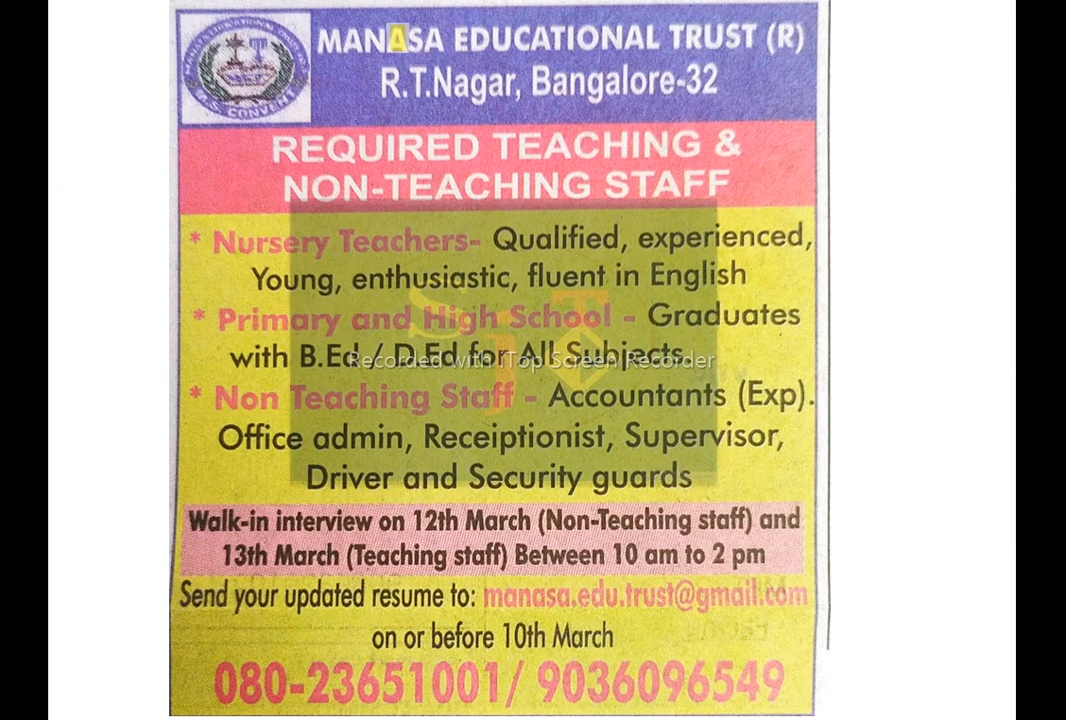 MANASA EDUCATIONAL TRUST (R)
R.T.Nagar, Bangalore-32
M.S. CONVENT
REQUIRED TEACHING &
NON-TEACHING STAFF
* Nursery Teachers- Qualified, experienced,
Young, enthusiastic, fluent in English
* Primary and High School - Graduates
with B.Ed / D.Ed for All Subjects.
Recorded with iTop Screen Recorder
* Non Teaching Staff - Accountants (Exp).
Office admin, Receiptionist, Supervisor,
Driver and Security guards
Walk-in interview on 12th March (Non-Teaching staff) and
13th March (Teaching staff) Between 10 am to 2 pm
Send your updated resume to: manasa.edu.trust@gmail.com
on or before 10th March
080-23651001/ 9036096549